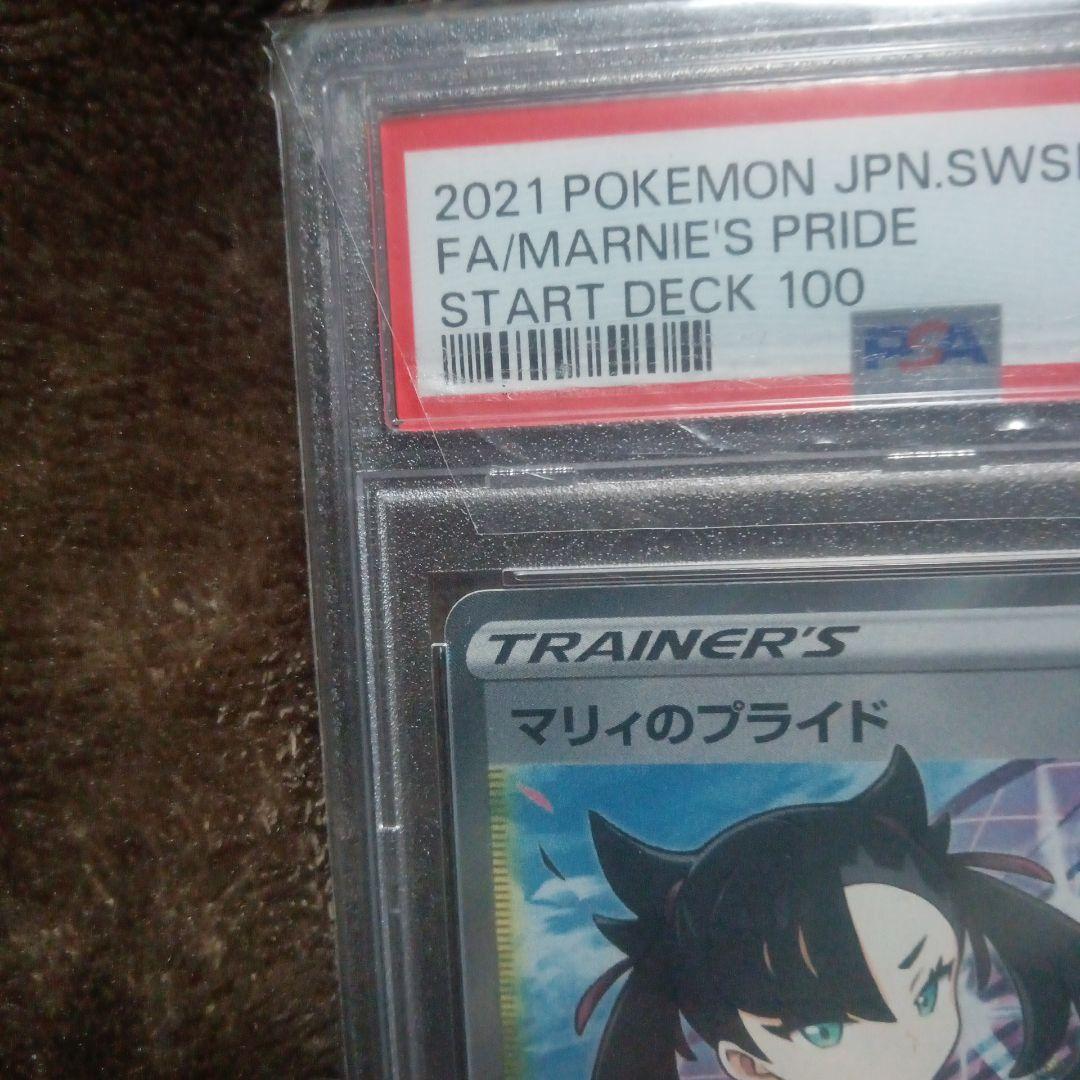 2021 POKEMON JPN.SWSH
FA/MARNIE'S PRIDE
START DECK 100
PSA
TRAINER'S
マリィのプライド